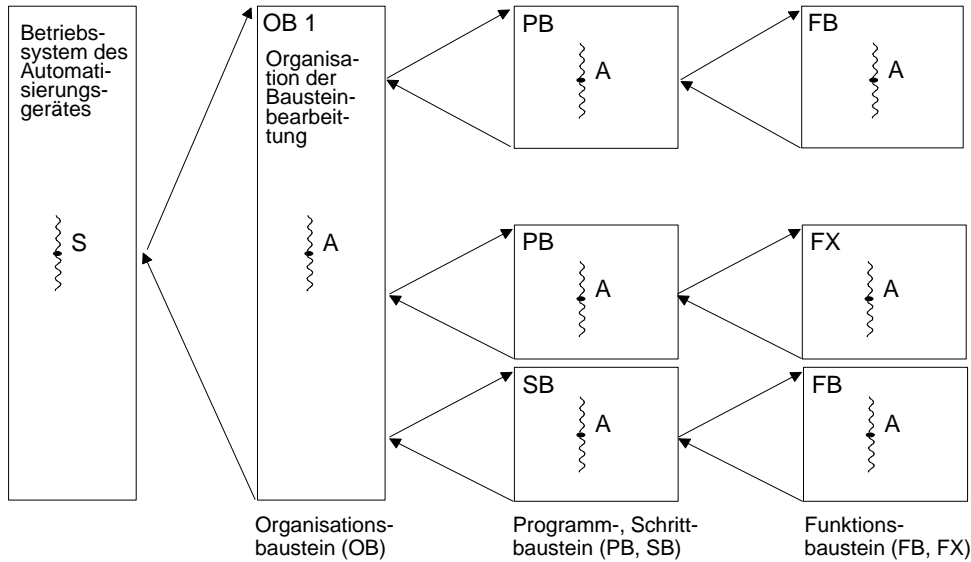 Betriebs-
system des
Automati-
sierungs-
gerätes
S
OB 1
Organisa-
tion der
Baustein-
bearbeit-
tung
A
PB
A
FB
A
PB
A
FX
A
SB
A
FB
A
Organisations-
baustein (OB)
Programm-, Schritt-
baustein (PB, SB)
Funktions-
baustein (FB, FX)